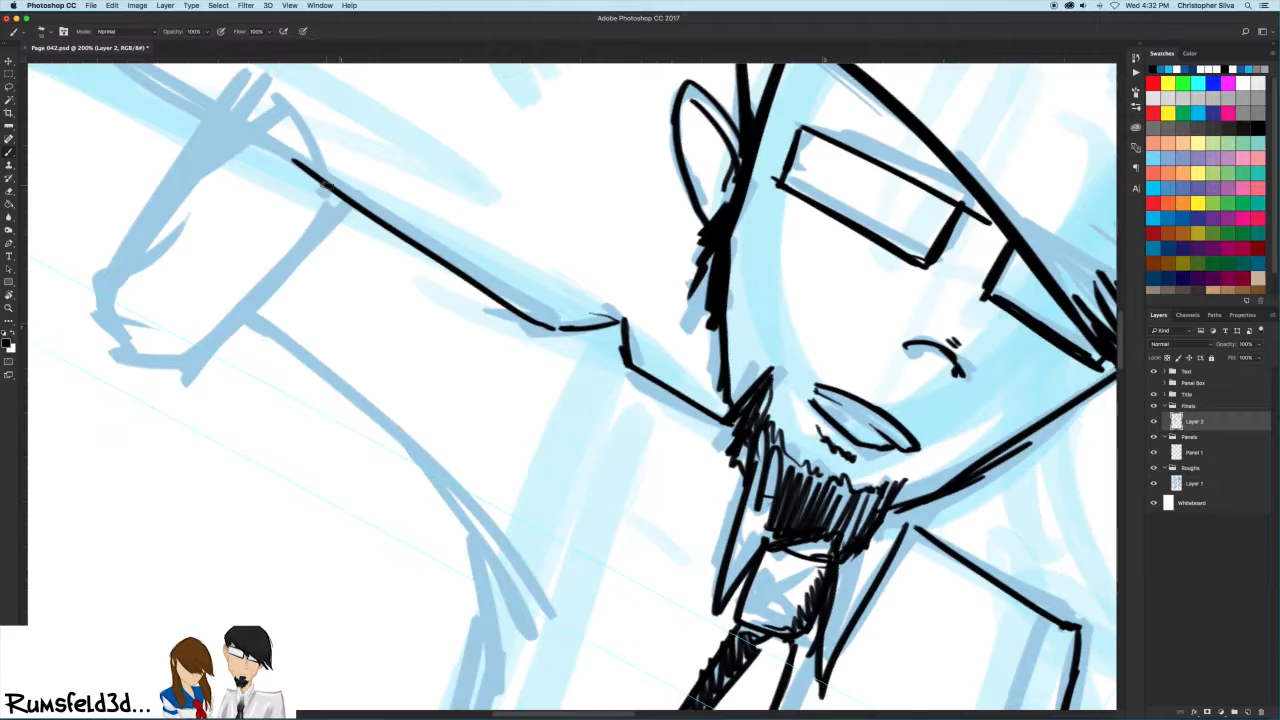 Photoshop CC File Edit Image Layer Type Select Filter 3D View Window Help
Wed 4:32 PM Christopher Silva
Adobe Photoshop CC 2017
Mode: Normal Opacity: 100% Flow: 100%
Page 042.psd @ 200% (Layer 2, RGB/8#) *
Swatches Color
Layers Channels Paths Properties
Kind
Normal Opacity: 100%
Lock: Fill: 100%
Text
Panel Box
Title
Finals
Layer 2
Panels
Panel 1
Roughs
Layer 1
Whiteboard
Rumsfeld3d...